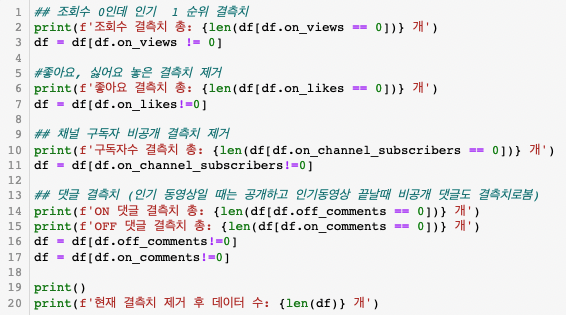 1 ## 조회수 0인데 인기  1 순위 결측치
2 print(f'조회수 결측치 총: {len(df[df.on_views == 0])} 개')
3 df = df[df.on_views != 0]
4
5 #좋아요, 싫어요 놓은 결측치 제거
6 print(f'좋아요 결측치 총: {len(df[df.on_likes == 0])} 개')
7 df = df[df.on_likes!=0]
8
9 ## 채널 구독자 비공개 결측치 제거
10 print(f'구독자수 결측치 총: {len(df[df.on_channel_subscribers == 0])} 개')
11 df = df[df.on_channel_subscribers!=0]
12
13 ## 댓글 결측치 (인기 동영상일 때는 공개하고 인기동영상 끝날때 비공개 댓글도 결측치로봄)
14 print(f'ON 댓글 결측치 총: {len(df[df.off_comments == 0])} 개')
15 print(f'OFF 댓글 결측치 총: {len(df[df.on_comments == 0])} 개')
16 df = df[df.off_comments!=0]
17 df = df[df.on_comments!=0]
18
19 print()
20 print(f'현재 결측치 제거 후 데이터 수: {len(df)} 개')